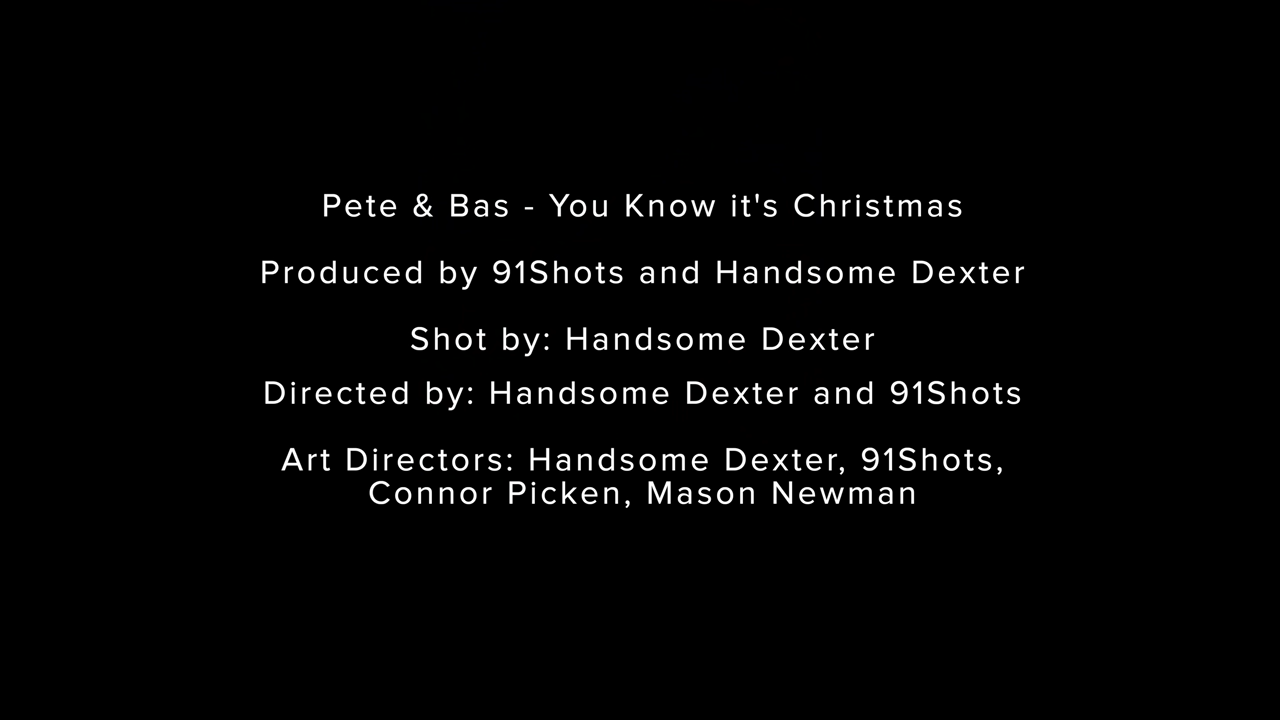 Pete & Bas - You Know it's Christmas
Produced by 91Shots and Handsome Dexter
Shot by: Handsome Dexter
Directed by: Handsome Dexter and 91Shots
Art Directors: Handsome Dexter, 91Shots,
Connor Picken, Mason Newman